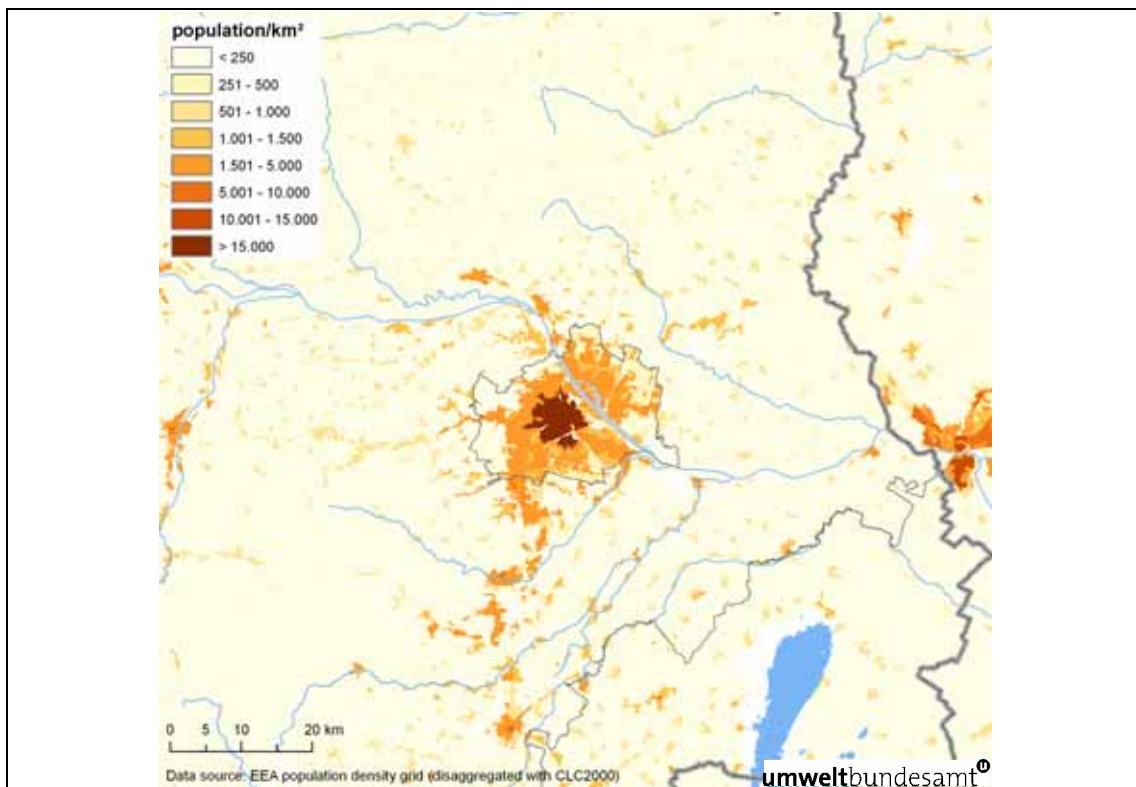 population/km²
< 250
251 - 500
501 - 1.000
1.001 - 1.500
1.501 - 5.000
5.001 - 10.000
10.001 - 15.000
> 15.000
0 5 10 20 km
Data source: EEA population density grid (disaggregated with CLC2000)
umweltbundesamt u